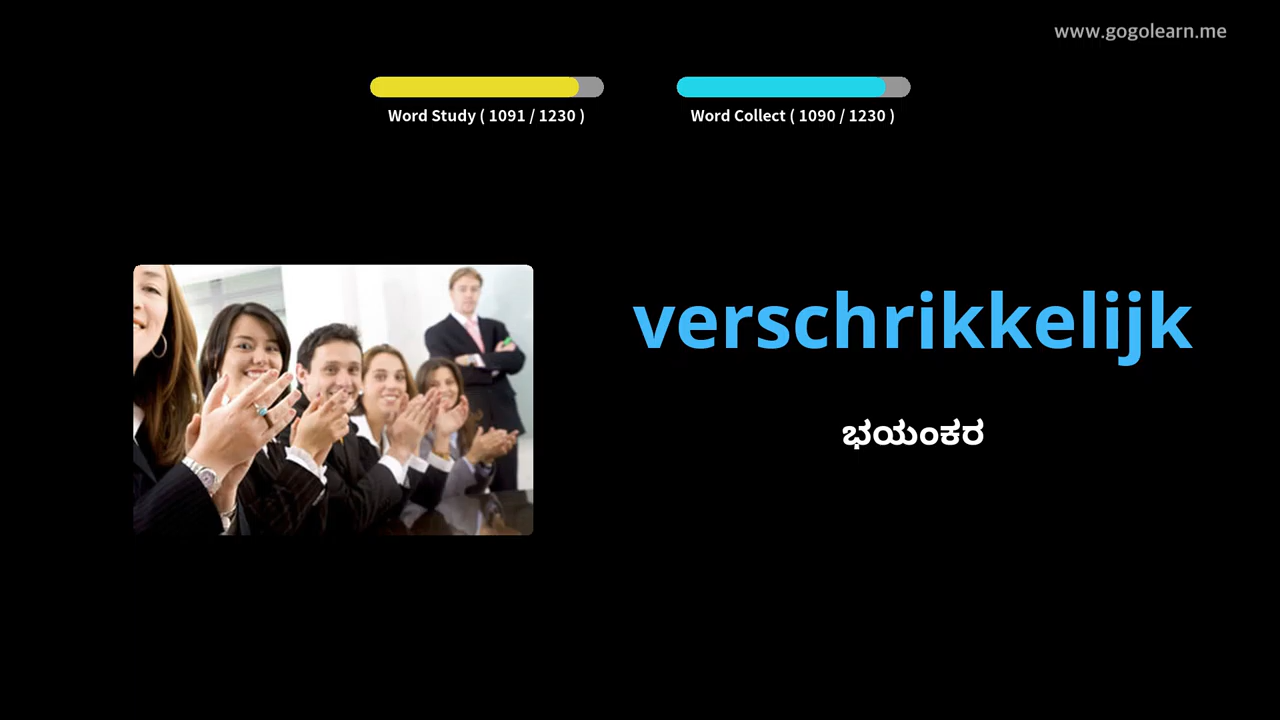 www.gogolearn.me
Word Study ( 1091 / 1230 )
Word Collect ( 1090 / 1230 )
verschrikkelijk
ಭಯಂಕರ